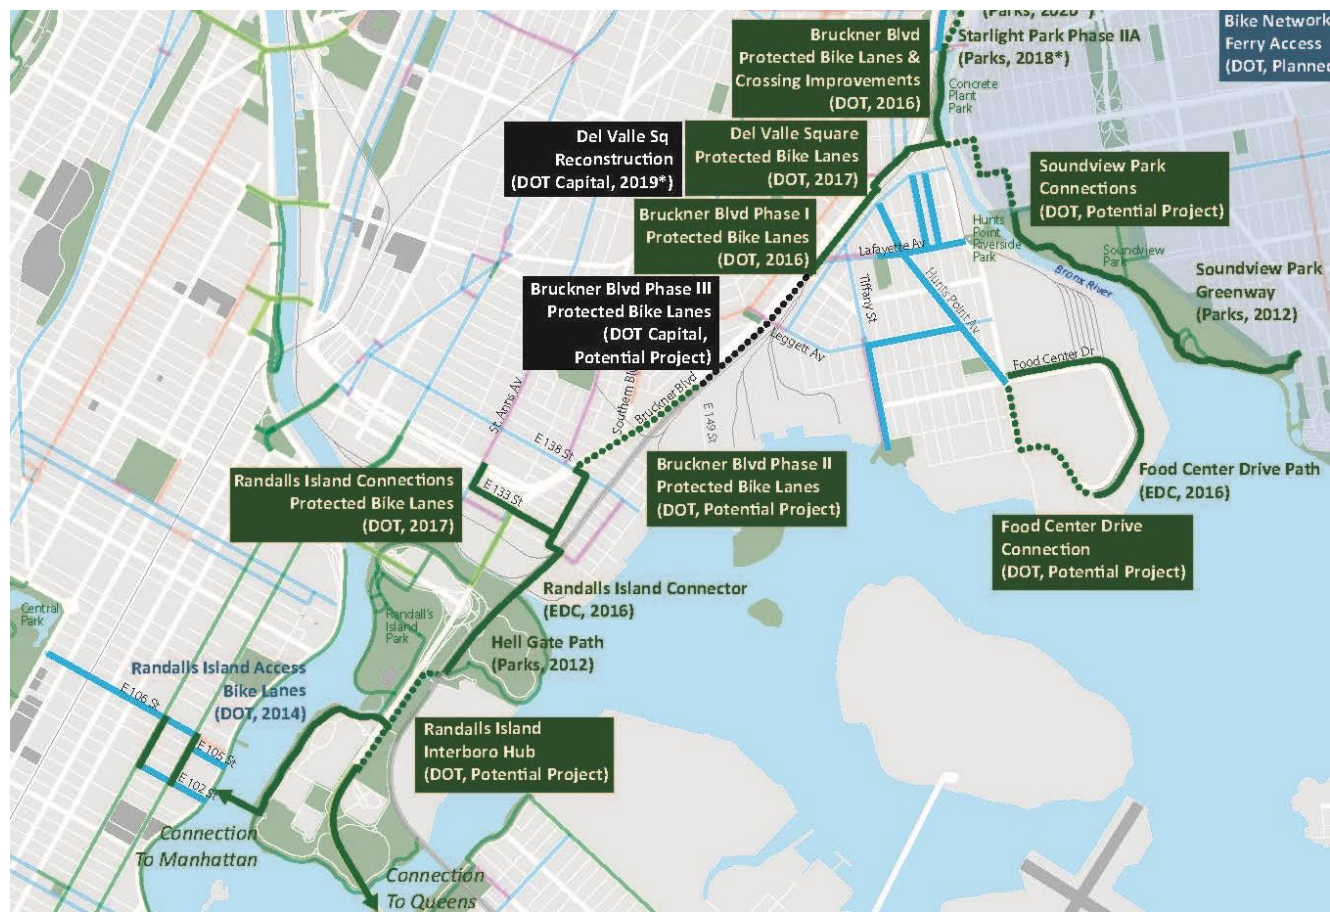 (Parks, 2020*)
Starlight Park Phase IIA
(Parks, 2018*)
Bike Network
Ferry Access
(DOT, Planned
Bruckner Blvd
Protected Bike Lanes &
Crossing Improvements
(DOT, 2016)
Concrete
Plant
Park
Del Valle Sq
Reconstruction
(DOT Capital, 2019*)
Del Valle Square
Protected Bike Lanes
(DOT, 2017)
Soundview Park
Connections
(DOT, Potential Project)
Bruckner Blvd Phase I
Protected Bike Lanes
(DOT, 2016)
Hunts
Point
Riverside
Park
Lafayette Av
Soundview
Park
Bronx River
Soundview Park
Greenway
(Parks, 2012)
Bruckner Blvd Phase III
Protected Bike Lanes
(DOT Capital,
Potential Project)
Tiffany St
Hunts Point Av
Leggett Av
Food Center Dr
St. Anns Av
Southern Bl
Bruckner Blvd
E 149 St
E 138 St
E 133 St
Randalls Island Connections
Protected Bike Lanes
(DOT, 2017)
Bruckner Blvd Phase II
Protected Bike Lanes
(DOT, Potential Project)
Food Center Drive Path
(EDC, 2016)
Food Center Drive
Connection
(DOT, Potential Project)
Randalls Island Connector
(EDC, 2016)
Central
Park
Randall's
Island
Park
Hell Gate Path
(Parks, 2012)
Randalls Island Access
Bike Lanes
(DOT, 2014)
E 106 St
E 105 St
E 102 St
Randalls Island
Interboro Hub
(DOT, Potential Project)
Connection
To Manhattan
Connection
To Queens